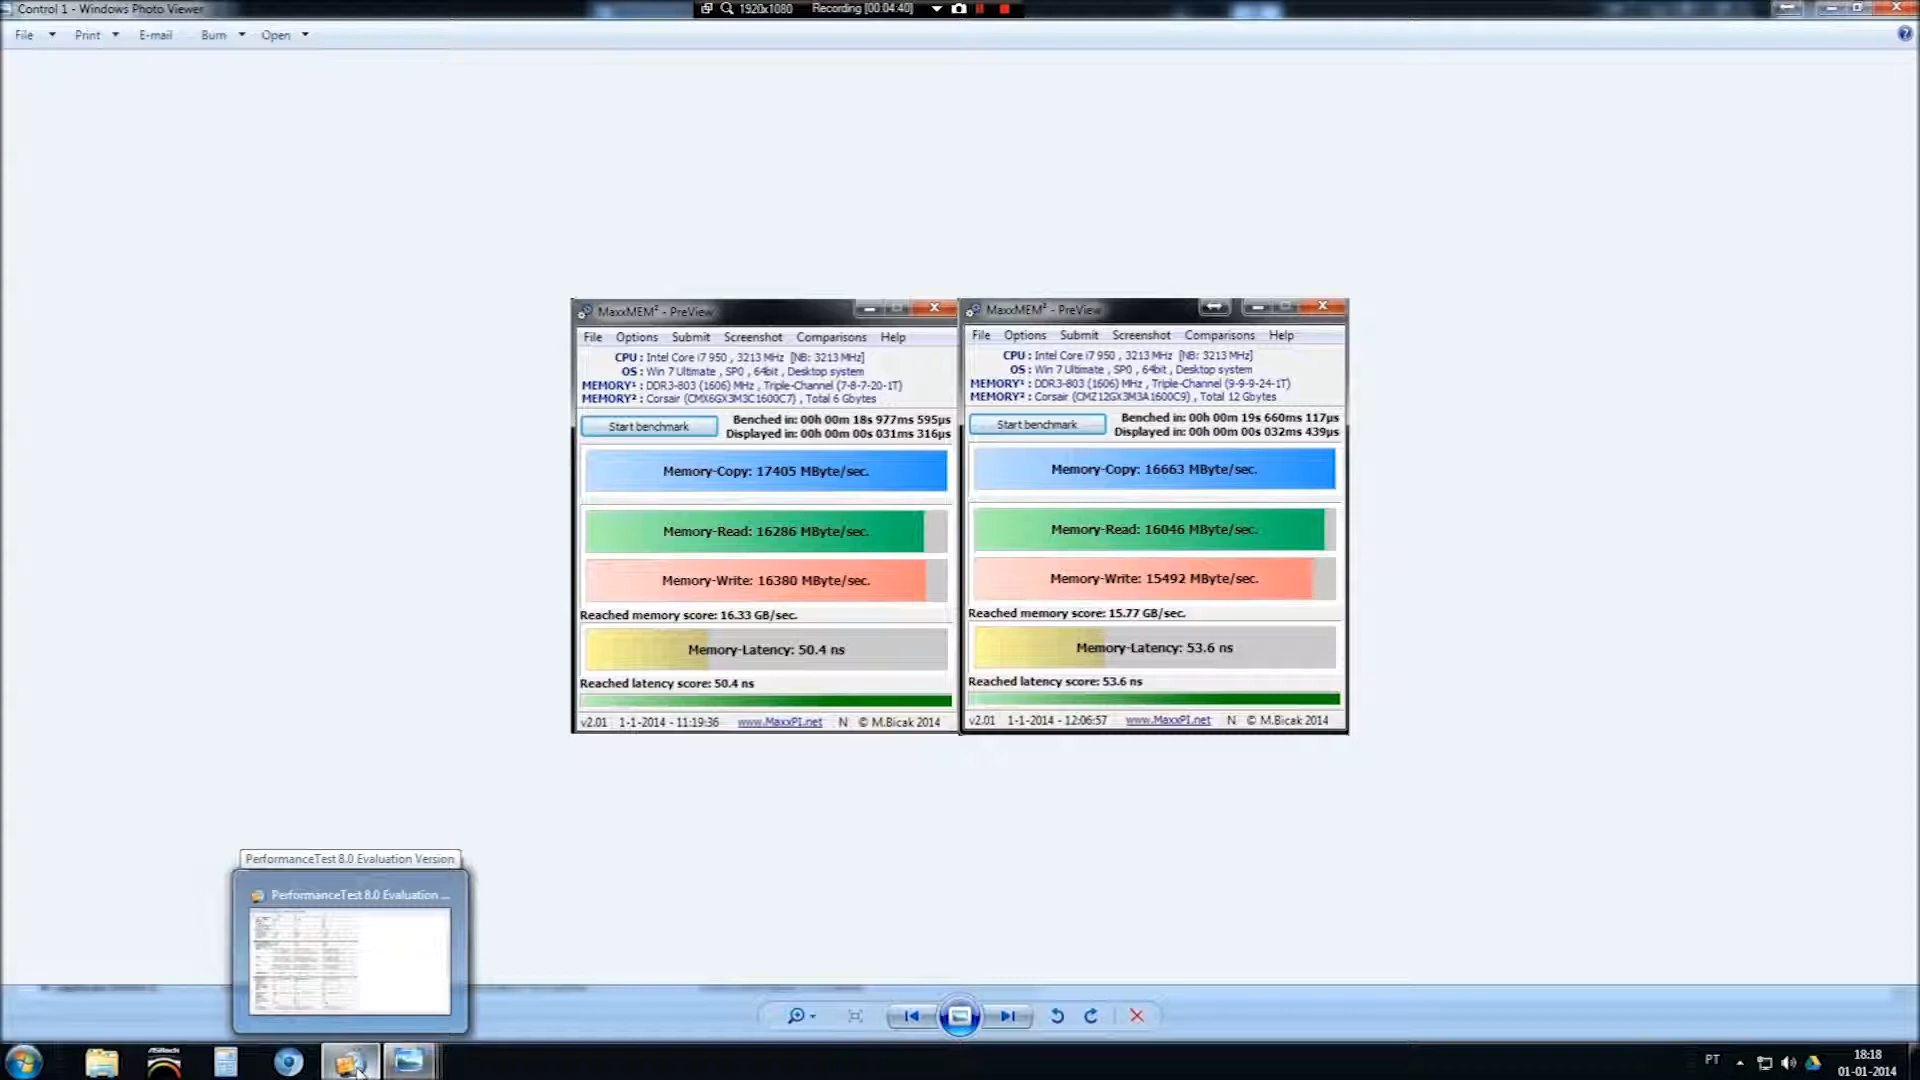 Control 1 - Windows Photo Viewer
1920x1080
Recording [00:04:40]
File
Print
E-mail
Burn
Open
MaxxMEM² - PreView
File Options Submit Screenshot Comparisons Help
CPU : Intel Core i7 950 , 3213 MHz [NB: 3213 MHz]
OS : Win 7 Ultimate , SP0 , 64bit , Desktop system
MEMORY¹ : DDR3-803 (1606) MHz , Triple-Channel (7-8-7-20-1T)
MEMORY² : Corsair (CMX6GX3M3C1600C7) , Total 6 Gbytes
Start benchmark
Benched in: 00h 00m 18s 977ms 595µs
Displayed in: 00h 00m 00s 031ms 316µs
Memory-Copy: 17405 MByte/sec.
Memory-Read: 16286 MByte/sec.
Memory-Write: 16380 MByte/sec.
Reached memory score: 16.33 GB/sec.
Memory-Latency: 50.4 ns
Reached latency score: 50.4 ns
v2.01 1-1-2014 - 11:19:36 www.MaxxPI.net N © M.Bicak 2014
MaxxMEM² - PreView
File Options Submit Screenshot Comparisons Help
CPU : Intel Core i7 950 , 3213 MHz [NB: 3213 MHz]
OS : Win 7 Ultimate , SP0 , 64bit , Desktop system
MEMORY¹ : DDR3-803 (1606) MHz , Triple-Channel (9-9-9-24-1T)
MEMORY² : Corsair (CMZ12GX3M3A1600C9) , Total 12 Gbytes
Start benchmark
Benched in: 00h 00m 19s 660ms 117µs
Displayed in: 00h 00m 00s 032ms 439µs
Memory-Copy: 16663 MByte/sec.
Memory-Read: 16046 MByte/sec.
Memory-Write: 15492 MByte/sec.
Reached memory score: 15.77 GB/sec.
Memory-Latency: 53.6 ns
Reached latency score: 53.6 ns
v2.01 1-1-2014 - 12:06:57 www.MaxxPI.net N © M.Bicak 2014
PerformanceTest 8.0 Evaluation Version
PerformanceTest 8.0 Evaluation ...
PT
18:18
01-01-2014